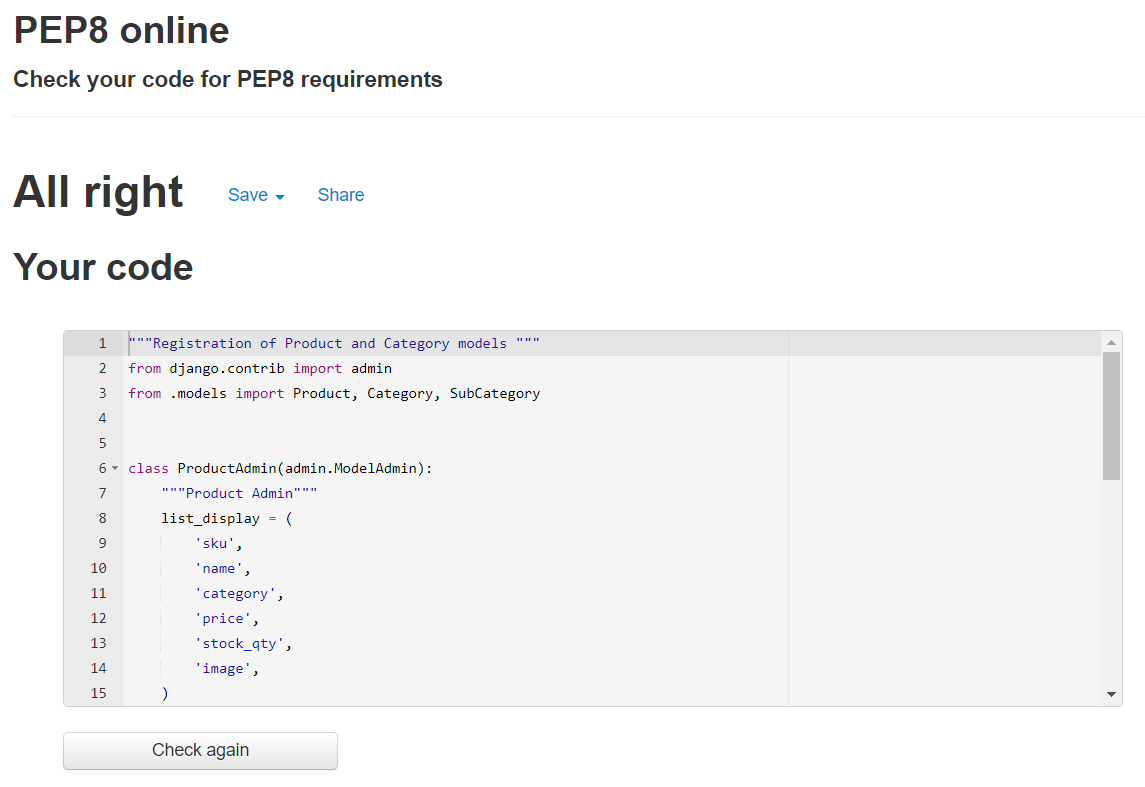 PEP8 online
Check your code for PEP8 requirements
All right Save Share
Your code
1 """Registration of Product and Category models """
2 from django.contrib import admin
3 from .models import Product, Category, SubCategory
4
5
6 class ProductAdmin(admin.ModelAdmin):
7 """Product Admin"""
8 list_display = (
9 'sku',
10 'name',
11 'category',
12 'price',
13 'stock_qty',
14 'image',
15 )
Check again